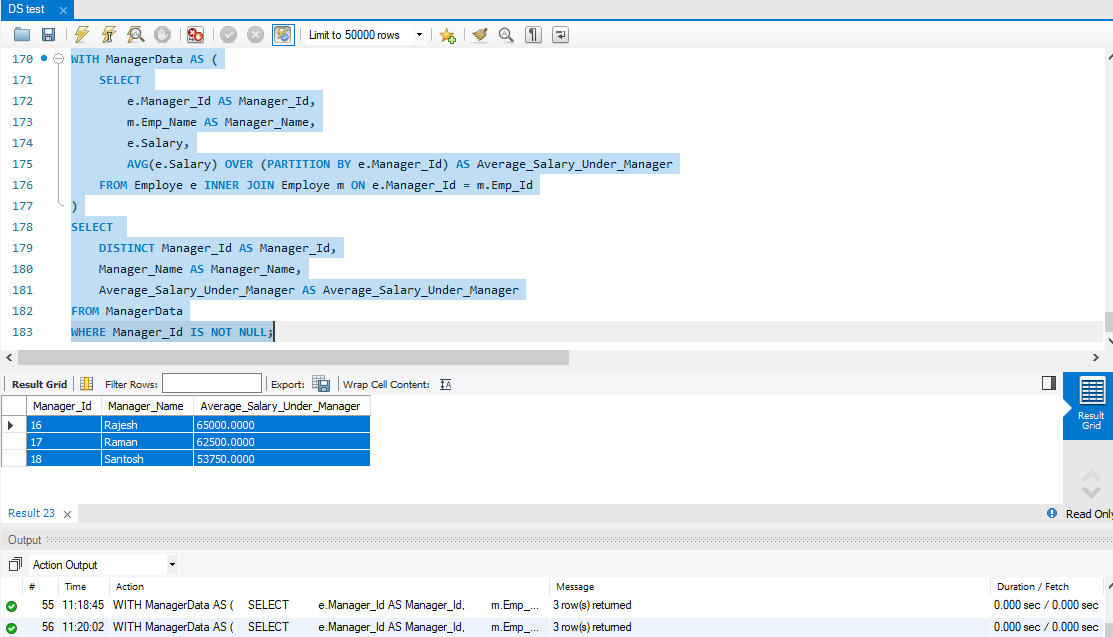 DS test
Limit to 50000 rows
170 WITH ManagerData AS (
171 SELECT
172 e.Manager_Id AS Manager_Id,
173 m.Emp_Name AS Manager_Name,
174 e.Salary,
175 AVG(e.Salary) OVER (PARTITION BY e.Manager_Id) AS Average_Salary_Under_Manager
176 FROM Employe e INNER JOIN Employe m ON e.Manager_Id = m.Emp_Id
177 )
178 SELECT
179 DISTINCT Manager_Id AS Manager_Id,
180 Manager_Name AS Manager_Name,
181 Average_Salary_Under_Manager AS Average_Salary_Under_Manager
182 FROM ManagerData
183 WHERE Manager_Id IS NOT NULL;
Result Grid Filter Rows: Export: Wrap Cell Content: IA
Manager_Id Manager_Name Average_Salary_Under_Manager
16 Rajesh 65000.0000
17 Raman 62500.0000
18 Santosh 53750.0000
Result
Grid
Result 23 Read Only
Output
Action Output
# Time Action Message Duration / Fetch
55 11:18:45 WITH ManagerData AS ( SELECT e.Manager_Id AS Manager_Id, m.Emp_... 3 row(s) returned 0.000 sec / 0.000 sec
56 11:20:02 WITH ManagerData AS ( SELECT e.Manager_Id AS Manager_Id, m.Emp_... 3 row(s) returned 0.000 sec / 0.000 sec